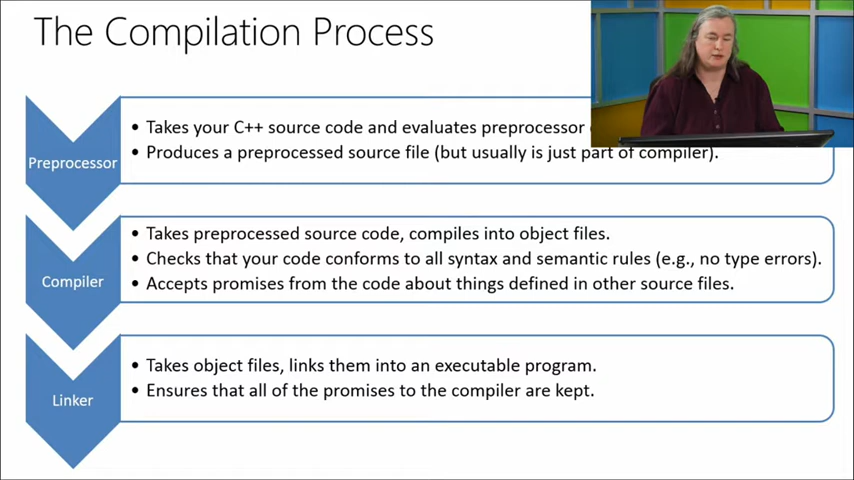 The Compilation Process
Preprocessor
• Takes your C++ source code and evaluates preprocessor
• Produces a preprocessed source file (but usually is just part of compiler).
Compiler
• Takes preprocessed source code, compiles into object files.
• Checks that your code conforms to all syntax and semantic rules (e.g., no type errors).
• Accepts promises from the code about things defined in other source files.
Linker
• Takes object files, links them into an executable program.
• Ensures that all of the promises to the compiler are kept.